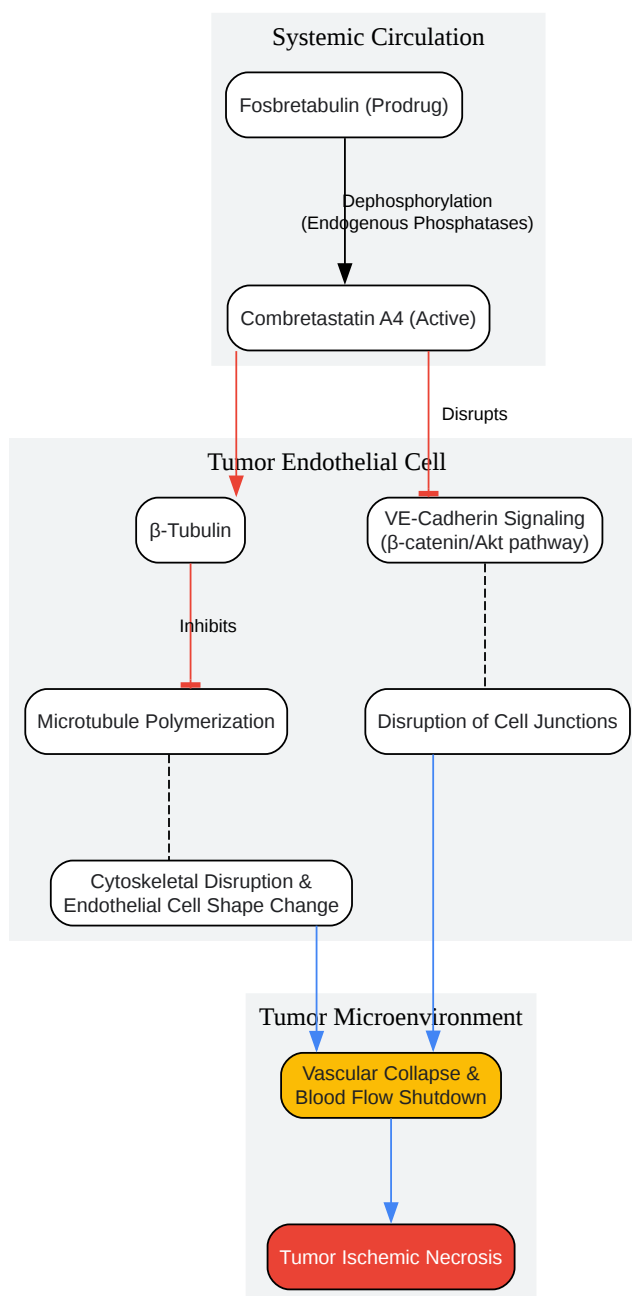 Systemic Circulation
Fosbretabulin (Prodrug)
Dephosphorylation
(Endogenous Phosphatases)
Combretastatin A4 (Active)
Disrupts
Tumor Endothelial Cell
β-Tubulin
VE-Cadherin Signaling
(β-catenin/Akt pathway)
Inhibits
Microtubule Polymerization
Disruption of Cell Junctions
Cytoskeletal Disruption &
Endothelial Cell Shape Change
Tumor Microenvironment
Vascular Collapse &
Blood Flow Shutdown
Tumor Ischemic Necrosis